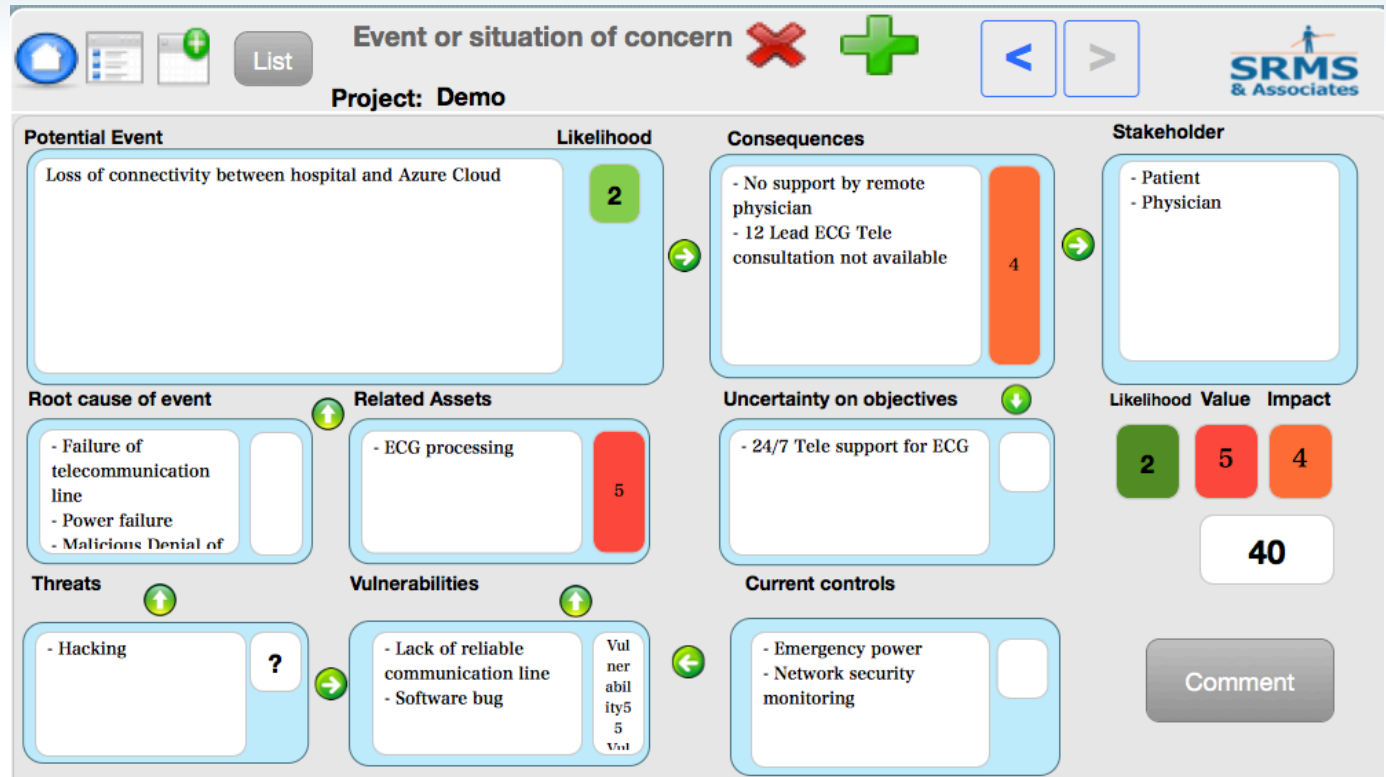 List
Event or situation of concern
< >
SRMS
& Associates
Project: Demo
Potential Event
Likelihood
Loss of connectivity between hospital and Azure Cloud
2
Consequences
- No support by remote
physician
- 12 Lead ECG Tele
consultation not available
4
Stakeholder
- Patient
- Physician
Root cause of event
- Failure of
telecommunication
line
- Power failure
- Malicious Denial of
Related Assets
- ECG processing
5
Uncertainty on objectives
- 24/7 Tele support for ECG
Likelihood Value Impact
2 5 4
40
Threats
- Hacking
?
Vulnerabilities
- Lack of reliable
communication line
- Software bug
Vul
ner
abil
ity5
5
Vul
Current controls
- Emergency power
- Network security
monitoring
Comment